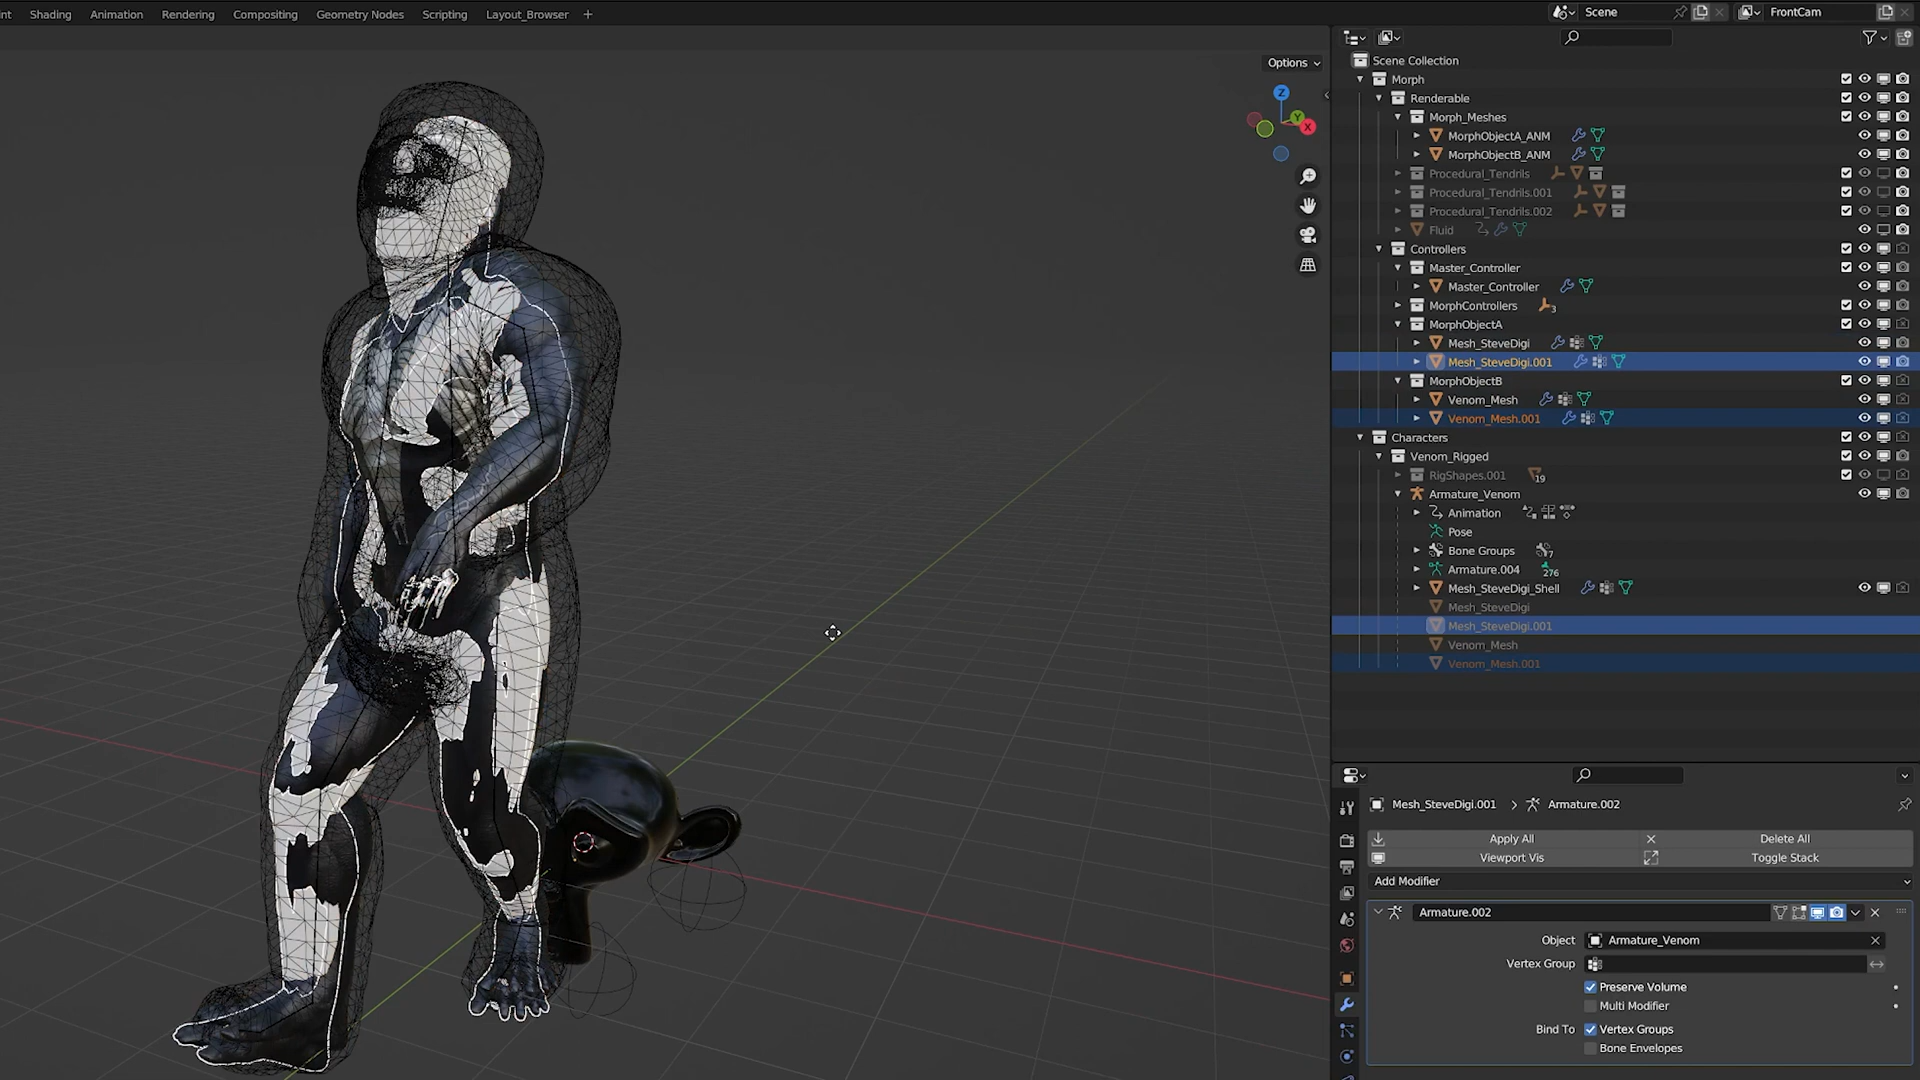 nt Shading Animation Rendering Compositing Geometry Nodes Scripting Layout_Browser +
Scene
FrontCam
Options
Z
Y
X
Scene Collection
Morph
Renderable
Morph_Meshes
MorphObjectA_ANM
MorphObjectB_ANM
Procedural_Tendrils
Procedural_Tendrils.001
Procedural_Tendrils.002
Fluid
Controllers
Master_Controller
Master_Controller
MorphControllers 3
MorphObjectA
Mesh_SteveDigi
Mesh_SteveDigi.001
MorphObjectB
Venom_Mesh
Venom_Mesh.001
Characters
Venom_Rigged
RigShapes.001 19
Armature_Venom
Animation
Pose
Bone Groups 7
Armature.004 276
Mesh_SteveDigi_Shell
Mesh_SteveDigi
Mesh_SteveDigi.001
Venom_Mesh
Venom_Mesh.001
Mesh_SteveDigi.001 > Armature.002
Apply All Delete All
Viewport Vis Toggle Stack
Add Modifier
Armature.002
Object Armature_Venom
Vertex Group
Preserve Volume
Multi Modifier
Bind To Vertex Groups
Bone Envelopes